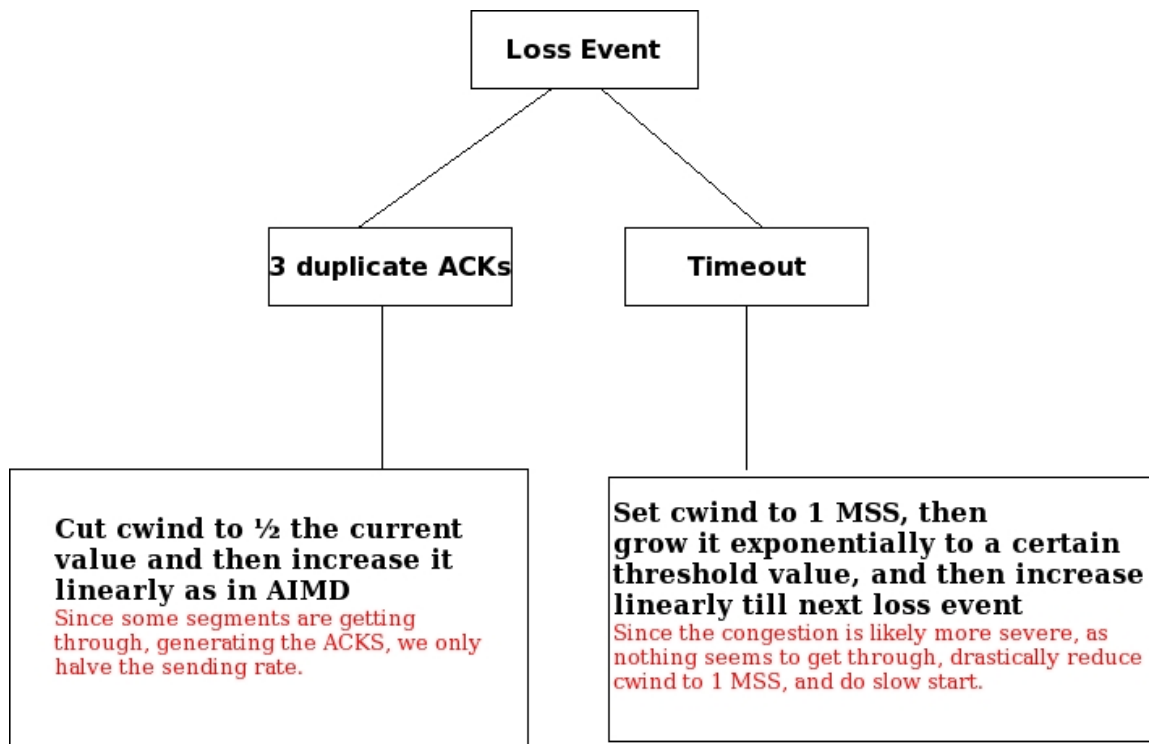 Loss Event
3 duplicate ACKs
Timeout
Cut cwind to ½ the current
value and then increase it
linearly as in AIMD
Since some segments are getting
through, generating the ACKS, we only
halve the sending rate.
Set cwind to 1 MSS, then
grow it exponentially to a certain
threshold value, and then increase
linearly till next loss event
Since the congestion is likely more severe, as
nothing seems to get through, drastically reduce
cwind to 1 MSS, and do slow start.